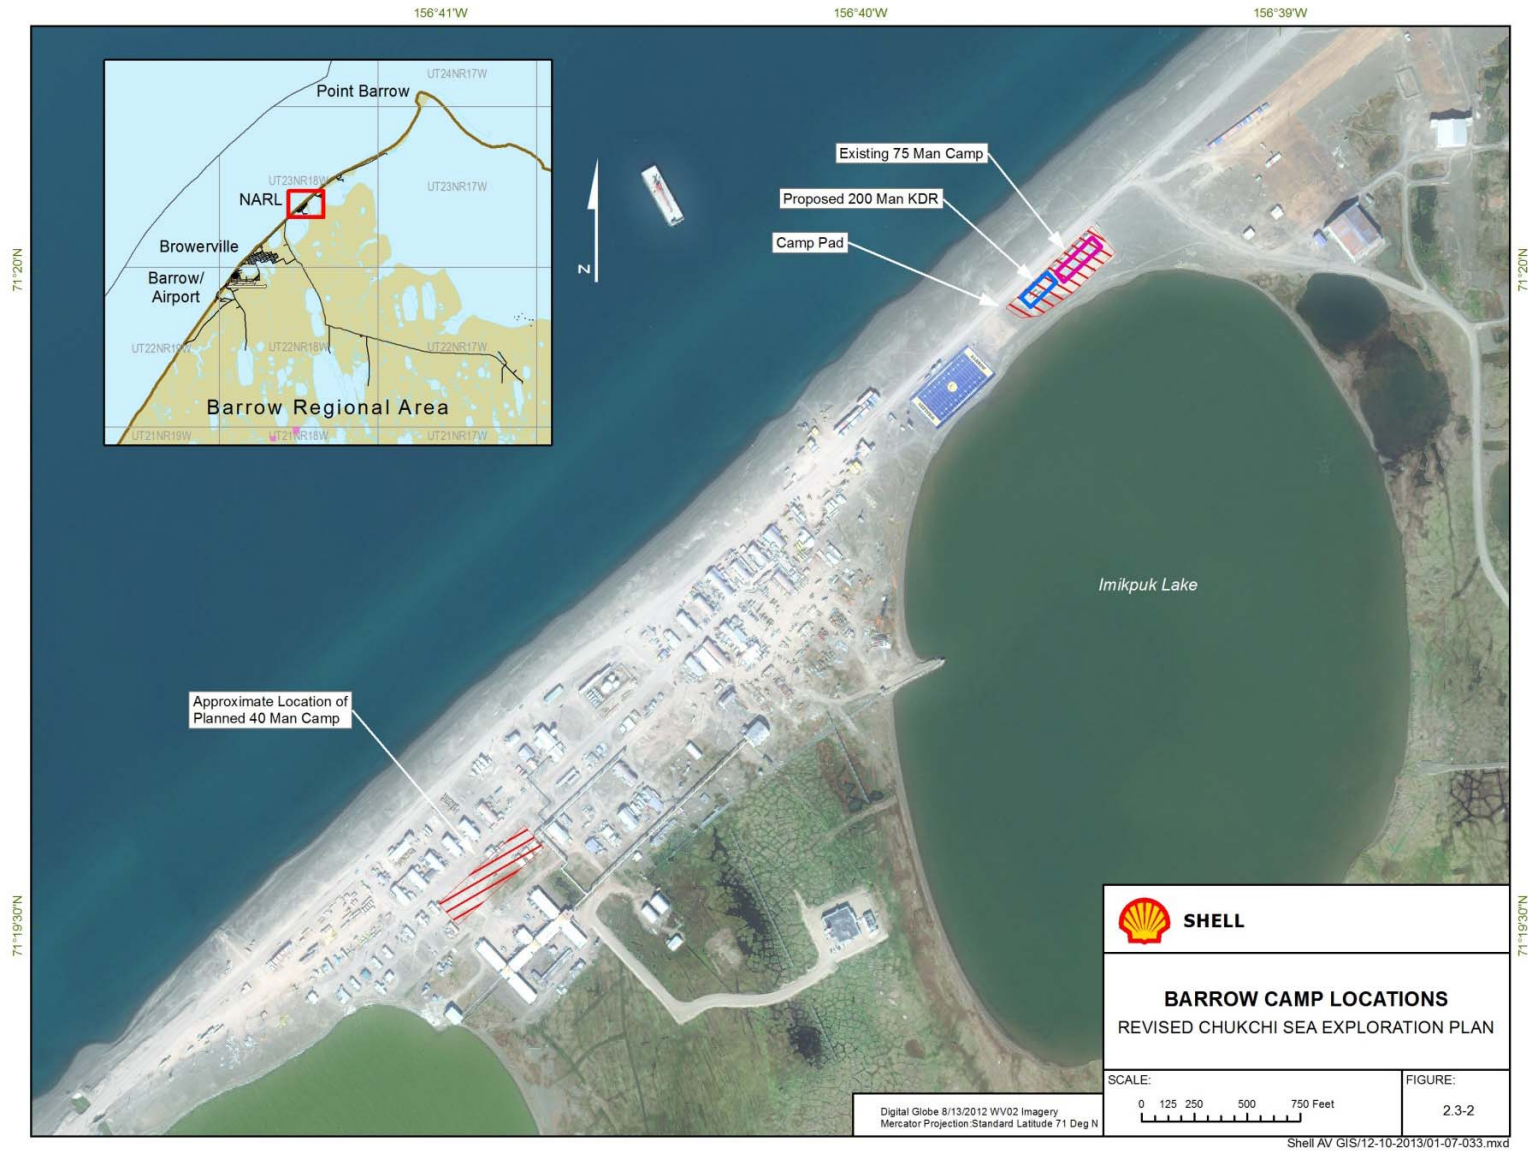 156°41'W
156°40'W
156°39'W
71°20'N
71°20'N
71°19'30"N
71°19'30"N
UT24NR17W
Point Barrow
UT23NR18W
UT23NR17W
NARL
Browerville
Barrow/
Airport
UT22NR19W
UT22NR18W
UT22NR17W
Barrow Regional Area
UT21NR19W
UT21NR18W
UT21NR17W
N
Existing 75 Man Camp
Proposed 200 Man KDR
Camp Pad
Imikpuk Lake
Approximate Location of
Planned 40 Man Camp
SHELL
BARROW CAMP LOCATIONS
REVISED CHUKCHI SEA EXPLORATION PLAN
SCALE:
0 125 250 500 750 Feet
FIGURE:
2.3-2
Digital Globe 8/13/2012 WV02 Imagery
Mercator Projection:Standard Latitude 71 Deg N
Shell AV GIS/12-10-2013/01-07-033.mxd